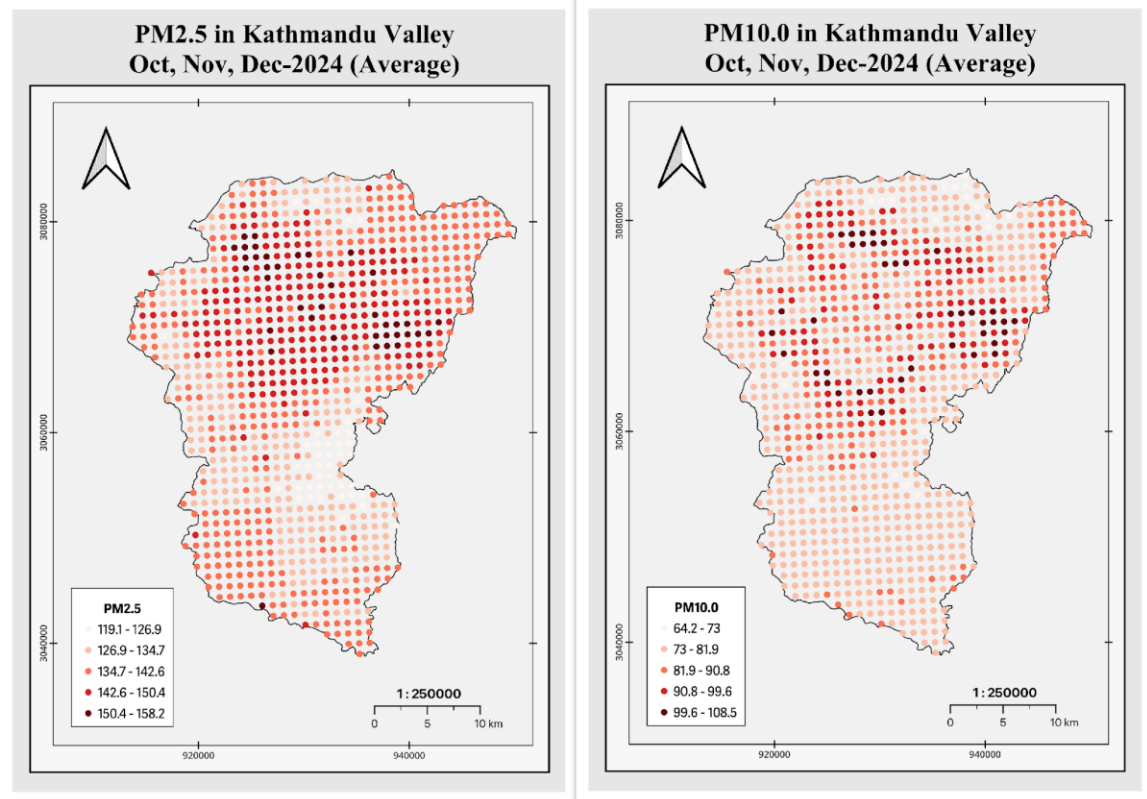 PM2.5 in Kathmandu Valley
Oct, Nov, Dec-2024 (Average)
3080000
3060000
3040000
PM2.5
119.1 - 126.9
126.9 - 134.7
134.7 - 142.6
142.6 - 150.4
150.4 - 158.2
1 : 250000
0 5 10 km
920000 940000
PM10.0 in Kathmandu Valley
Oct, Nov, Dec-2024 (Average)
3080000
3060000
3040000
PM10.0
64.2 - 73
73 - 81.9
81.9 - 90.8
90.8 - 99.6
99.6 - 108.5
1 : 250000
0 5 10 km
920000 940000